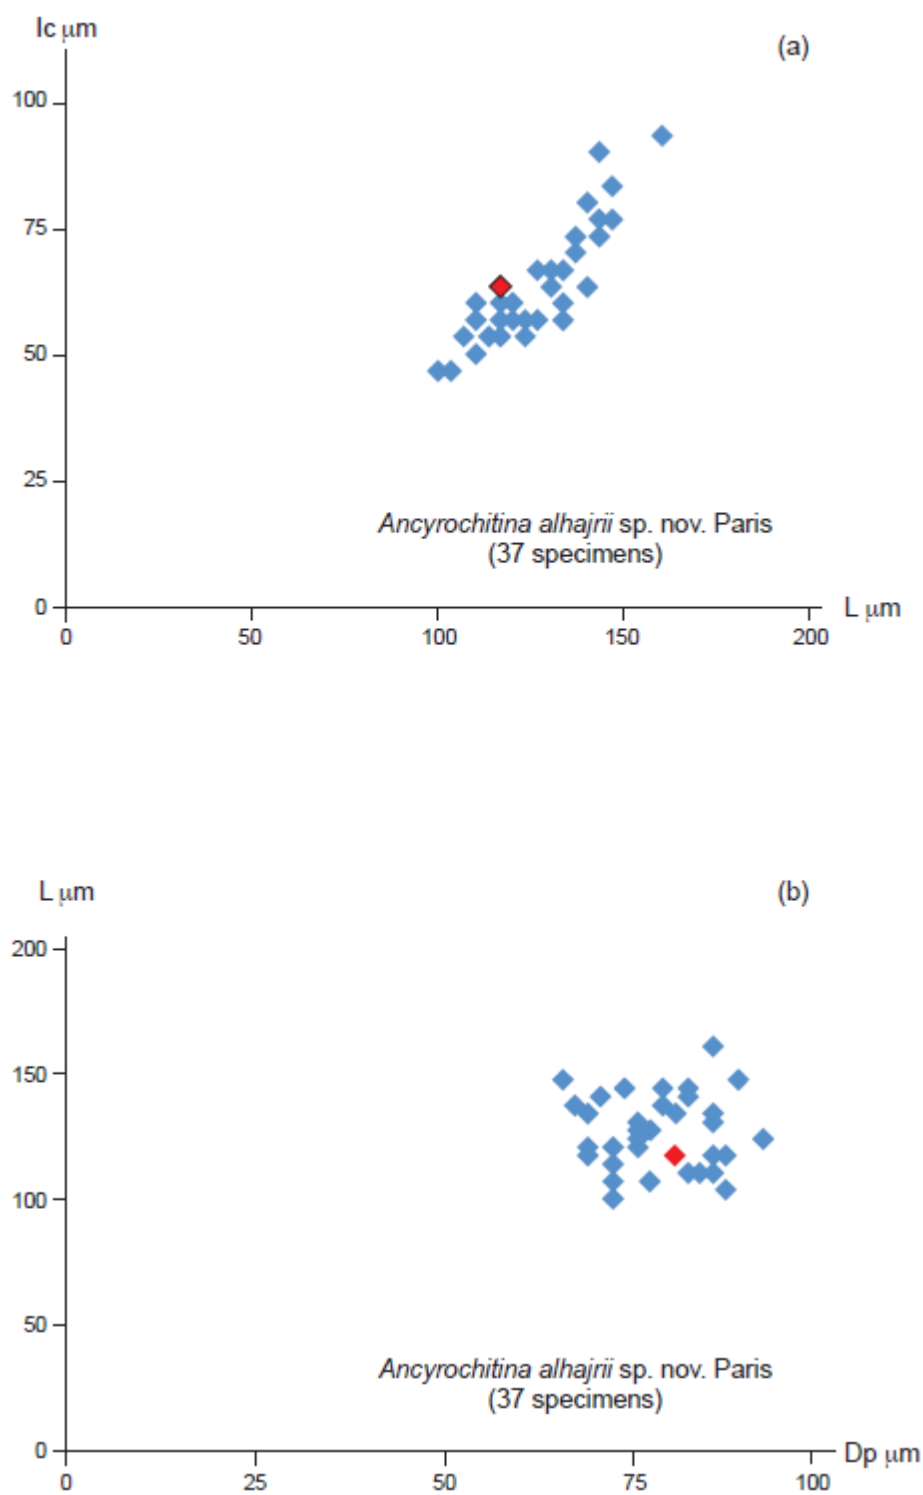 Ic μm
(a)
100
75
50
25
Ancyrochitina alhajrii sp. nov. Paris
(37 specimens)
0
L μm
0 50 100 150 200
L μm
(b)
200
150
100
50
Ancyrochitina alhajrii sp. nov. Paris
(37 specimens)
0
Dp μm
0 25 50 75 100